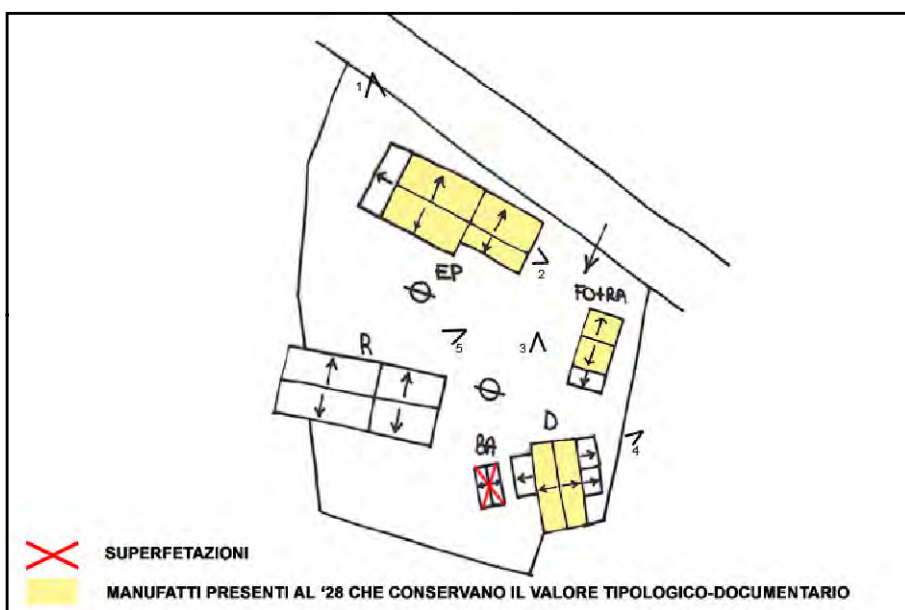 1
2
EP
FO+RA
R
5
3
D
4
BA
SUPERFETAZIONI
MANUFATTI PRESENTI AL '28 CHE CONSERVANO IL VALORE TIPOLOGICO-DOCUMENTARIO